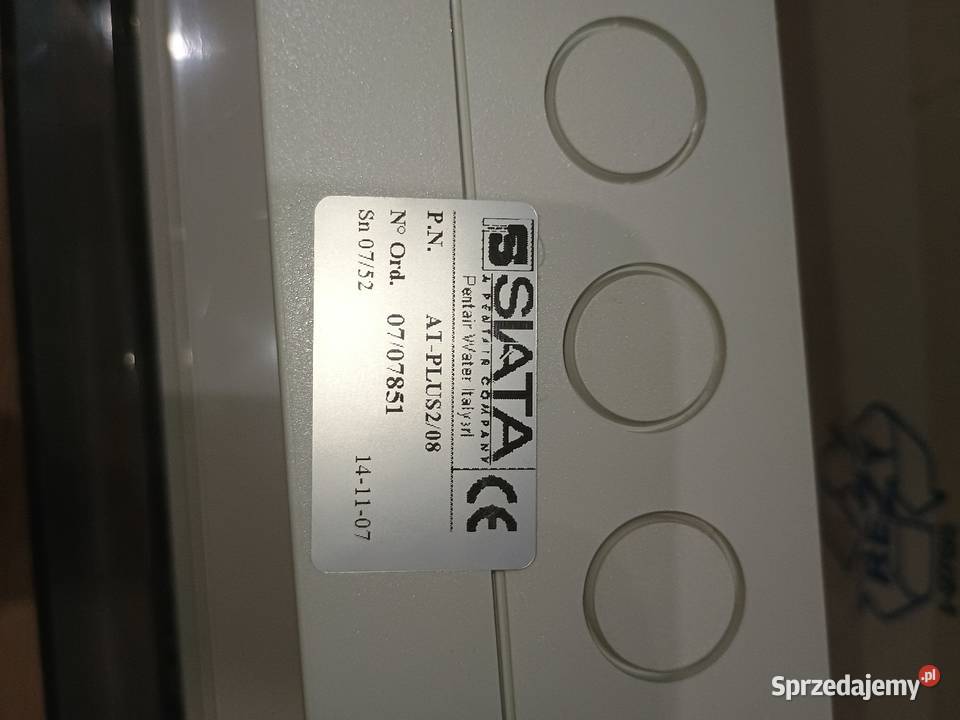 SIATA
A PENTAIR COMPANY
Pentair Water Italy srl
CE
P.N. AT-PLUS2/08
N° Ord. 07/07851
Sn 07/52 14-11-07
Sprzedajemy.pl